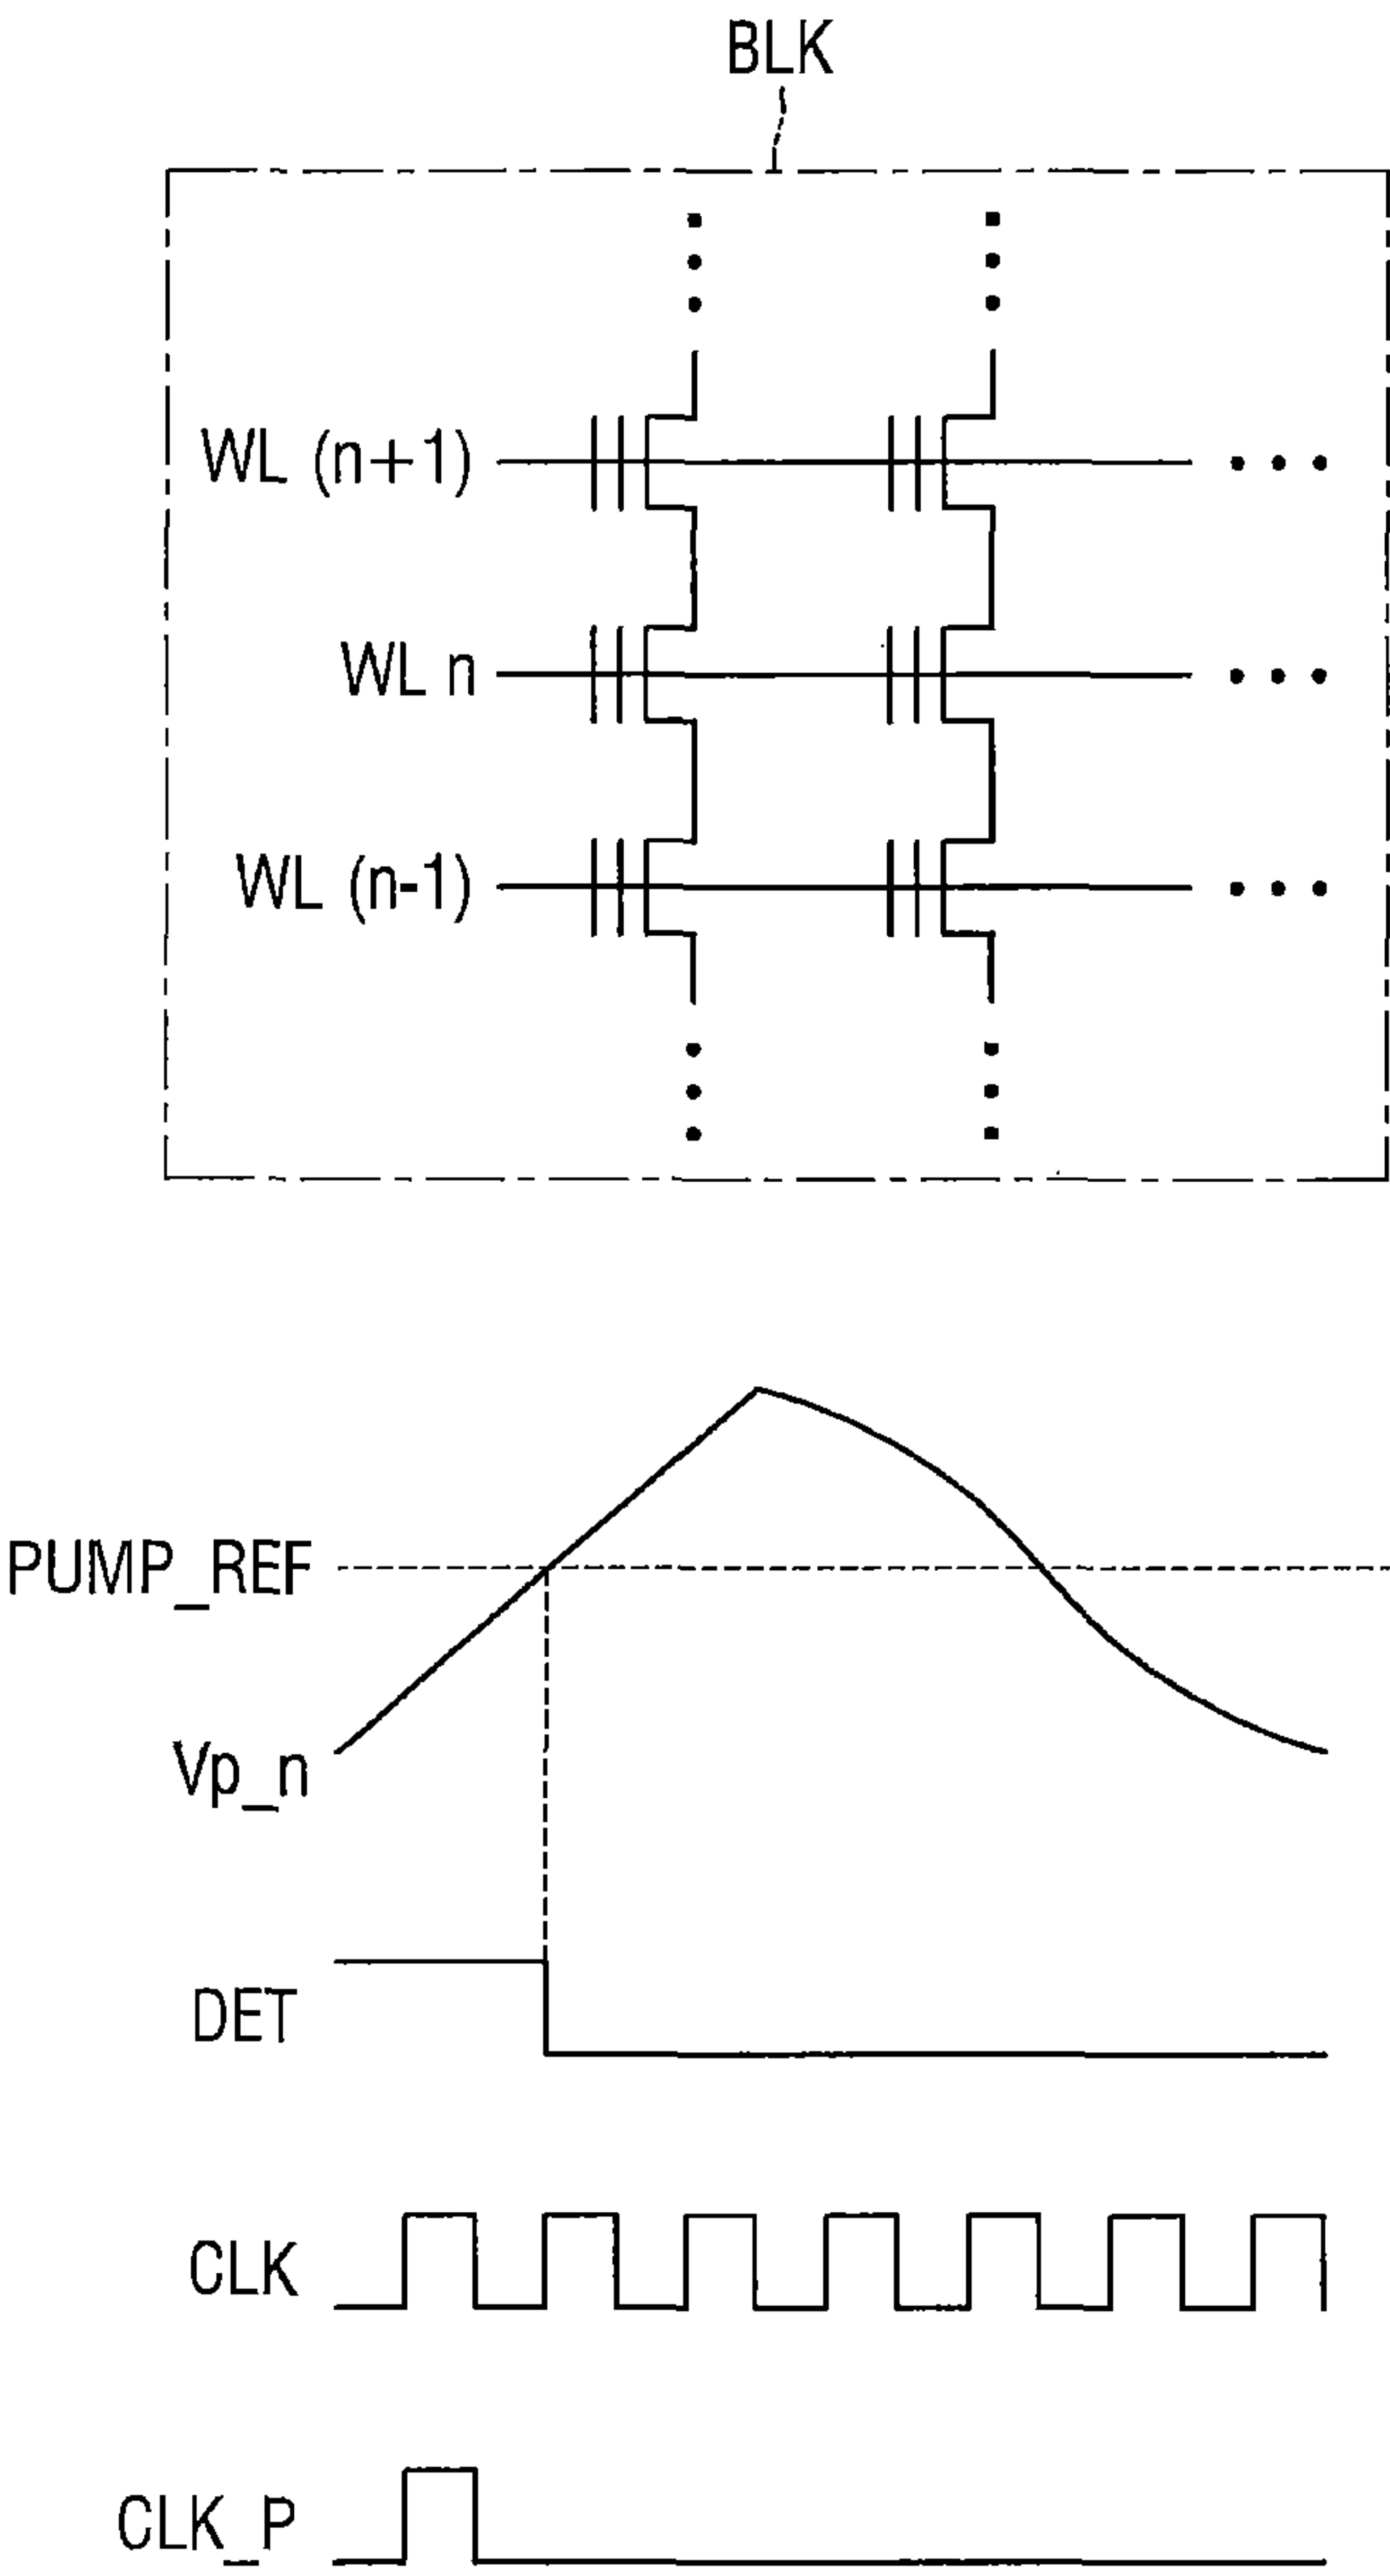 BLK
WL (n+1)
WL n
WL (n-1)
PUMP_REF
Vp_n
DET
CLK
CLK_P